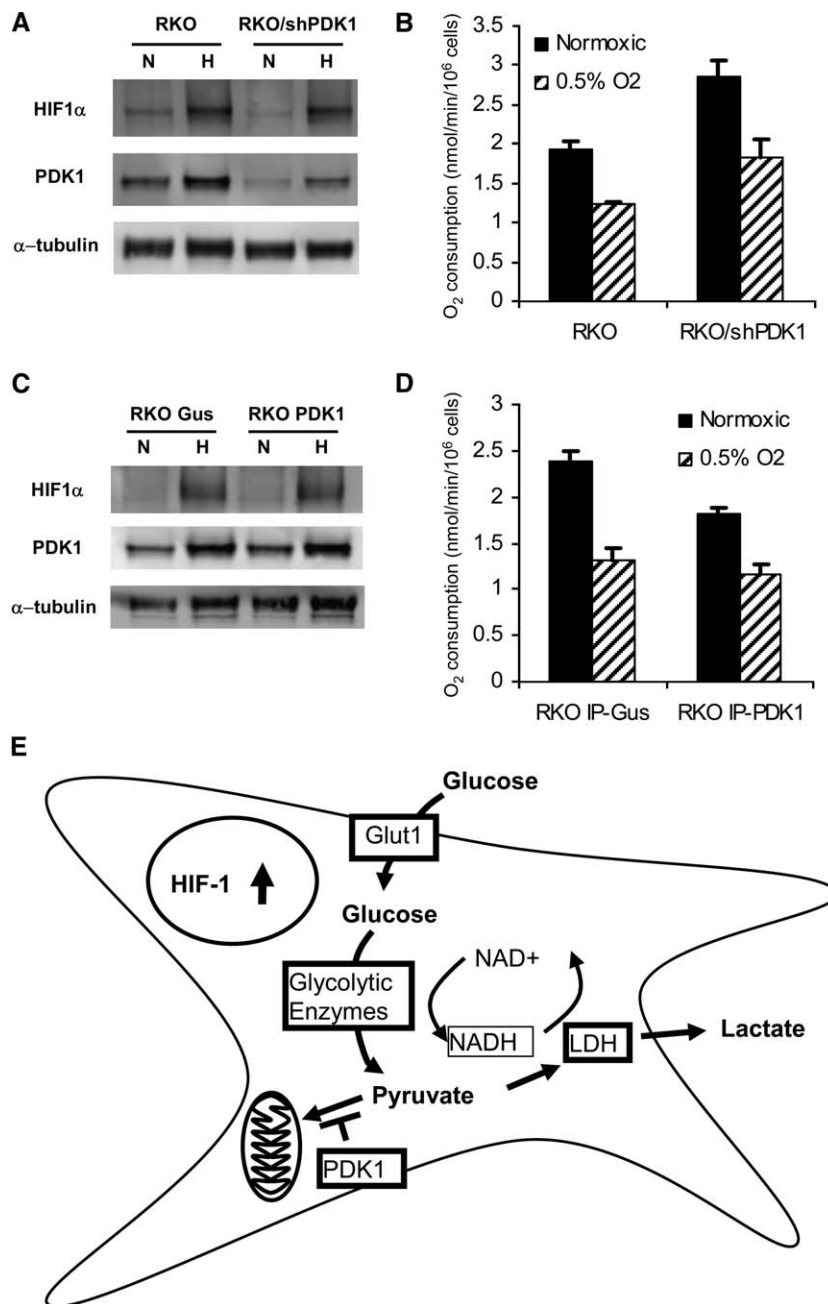 A
RKO RKO/shPDK1
N H N H
HIF1α
PDK1
α–tubulin
B
O2 consumption (nmol/min/10^6 cells)
3.5
3
2.5
2
1.5
1
0.5
0
Normoxic
0.5% O2
RKO RKO/shPDK1
C
RKO Gus RKO PDK1
N H N H
HIF1α
PDK1
α–tubulin
D
O2 consumption (nmol/min/10^6 cells)
3
2.5
2
1.5
1
0.5
0
Normoxic
0.5% O2
RKO IP-Gus RKO IP-PDK1
E
Glucose
Glut1
HIF-1
Glucose
NAD+
Glycolytic
Enzymes
NADH
LDH
Lactate
Pyruvate
PDK1